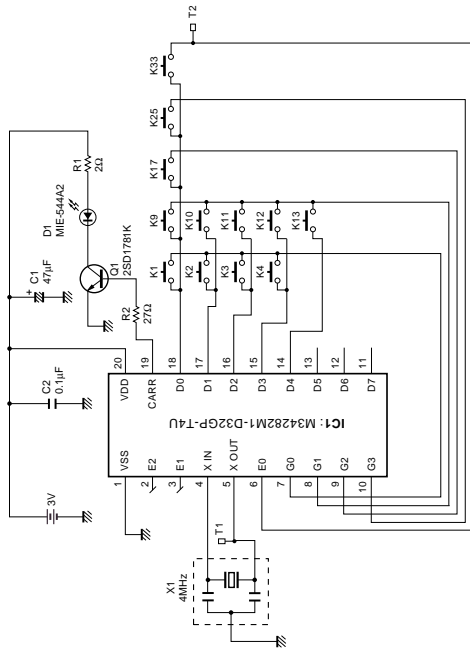 3V
C2
0.1µF
C1
47µF
+
D1
MIE-544A2
R1
2Ω
Q1
2SD1781K
R2
27Ω
K1
K2
K3
K4
K9
K10
K11
K12
K13
K17
K25
K33
T2
IC1: M34282M1-D32GP-T4U
1
VSS
2
E2
3
E1
4
X IN
5
X OUT
6
E0
7
G0
8
G1
9
G2
10
G3
20
VDD
19
CARR
18
D0
17
D1
16
D2
15
D3
14
D4
13
D5
12
D6
11
D7
T1
X1
4MHz